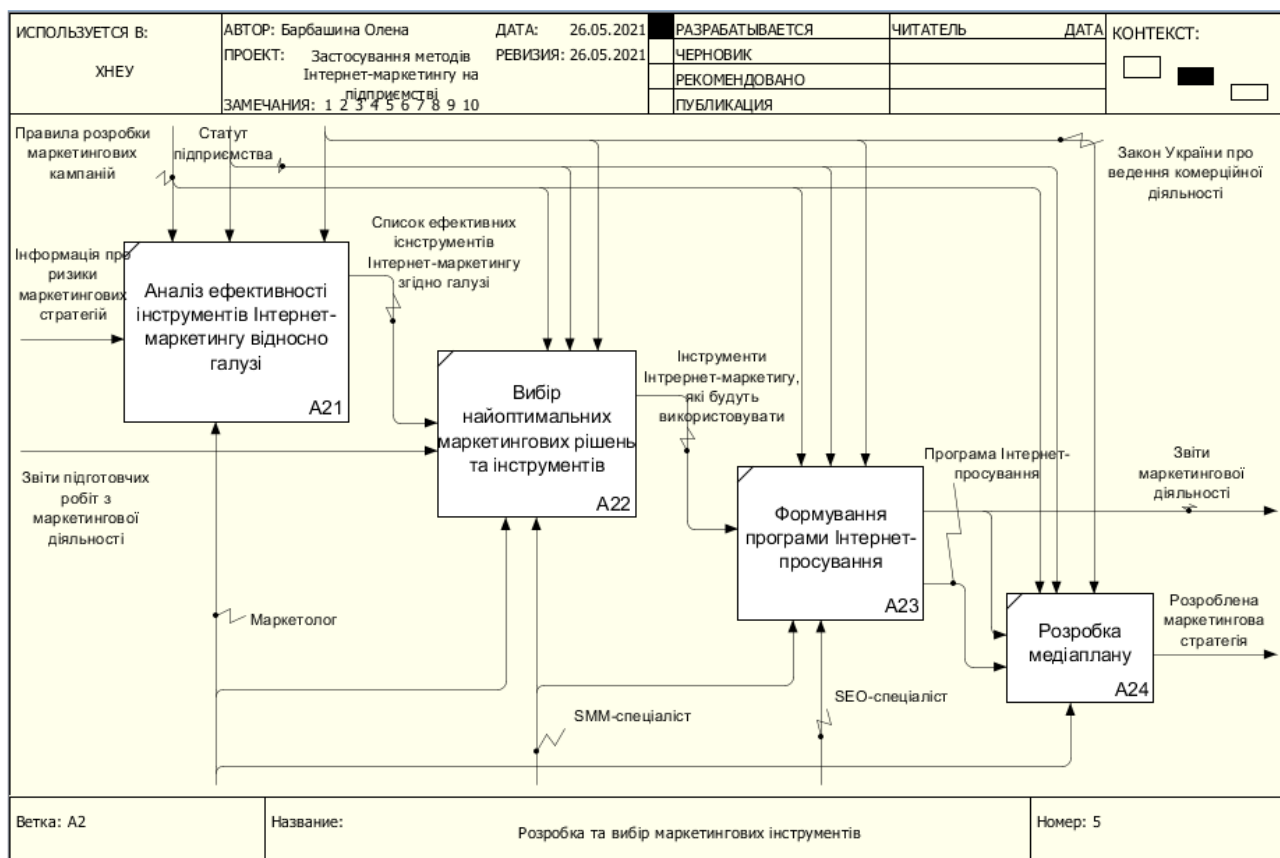 ИСПОЛЬЗУЕТСЯ В:
ХНЕУ
АВТОР: Барбашина Олена
ДАТА: 26.05.2021
ПРОЕКТ: Застосування методів
Інтернет-маркетингу на
підприємстві
РЕВИЗИЯ: 26.05.2021
ЗАМЕЧАНИЯ: 1 2 3 4 5 6 7 8 9 10
РАЗРАБАТЫВАЕТСЯ
ЧЕРНОВИК
РЕКОМЕНДОВАНО
ПУБЛИКАЦИЯ
ЧИТАТЕЛЬ
ДАТА
КОНТЕКСТ:
Правила розробки
маркетингових
кампаній
Статут
підприємства
Закон України про
ведення комерційної
діяльності
Інформація про
ризики
маркетингових
стратегій
Аналіз ефективності
інструментів Інтернет-
маркетингу відносно
галузі
A21
Список ефективних
існструментів
Інтернет-маркетингу
згідно галузі
Вибір
найоптимальних
маркетингових рішень
та інструментів
A22
Інструменти
Інтрернет-маркетигу,
які будуть
використовувати
Звіти підготовчих
робіт з
маркетингової
діяльності
Формування
програми Інтернет-
просування
A23
Програма Інтернет-
просування
Звіти
маркетингової
діяльності
Розробка
медіаплану
A24
Розроблена
маркетингова
стратегія
Маркетолог
SMM-спеціаліст
SEO-спеціаліст
Ветка: A2
Название:
Розробка та вибір маркетингових інструментів
Номер: 5